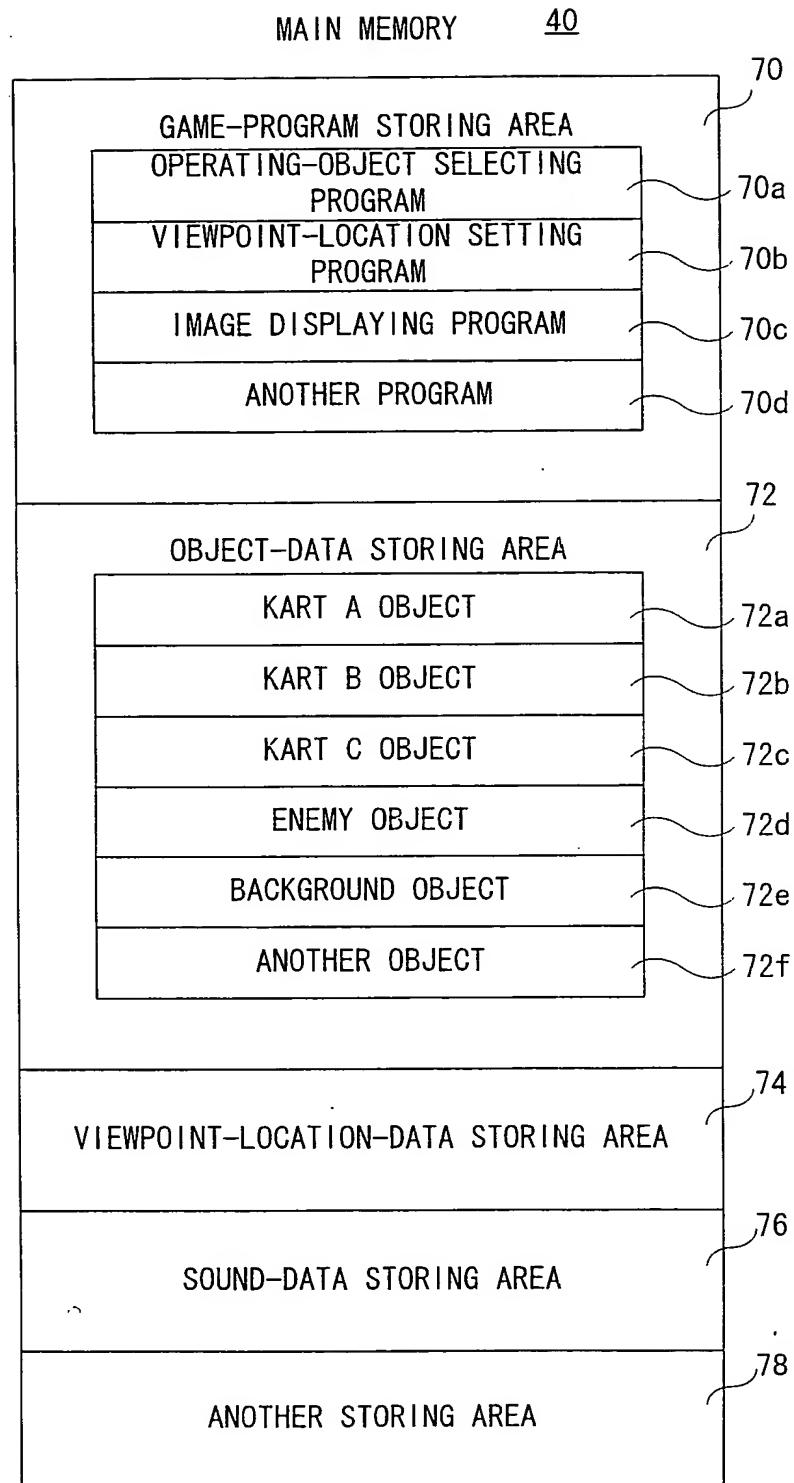 MAIN MEMORY 40
70
GAME-PROGRAM STORING AREA
OPERATING-OBJECT SELECTING
PROGRAM
70a
VIEWPOINT-LOCATION SETTING
PROGRAM
70b
IMAGE DISPLAYING PROGRAM
70c
ANOTHER PROGRAM
70d
72
OBJECT-DATA STORING AREA
KART A OBJECT
72a
KART B OBJECT
72b
KART C OBJECT
72c
ENEMY OBJECT
72d
BACKGROUND OBJECT
72e
ANOTHER OBJECT
72f
74
VIEWPOINT-LOCATION-DATA STORING AREA
76
SOUND-DATA STORING AREA
78
ANOTHER STORING AREA